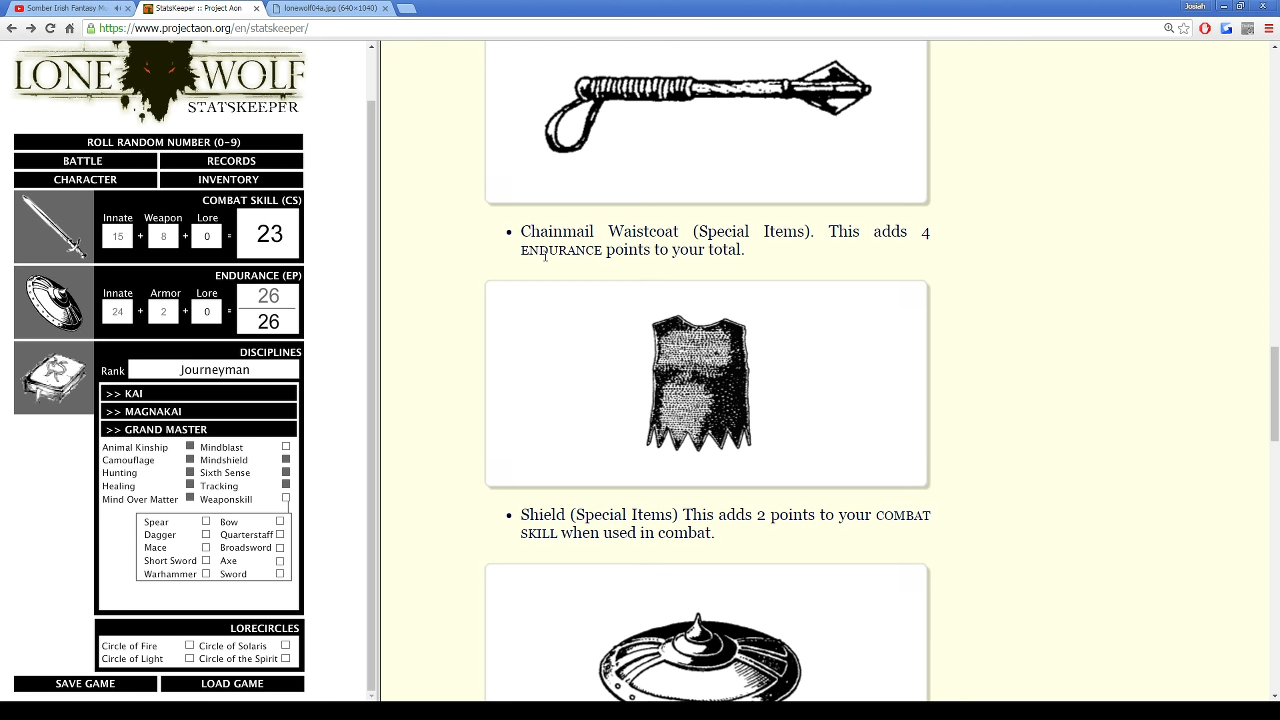 Somber Irish Fantasy Mu
StatsKeeper :: Project Aon
lonewolf04a.jpg (640×1040)
Josiah
https://www.projectaon.org/en/statskeeper/
LONE WOLF
STATSKEEPER
ROLL RANDOM NUMBER (0-9)
BATTLE RECORDS
CHARACTER INVENTORY
COMBAT SKILL (CS)
Innate Weapon Lore
15 + 8 + 0 = 23
ENDURANCE (EP)
Innate Armor Lore
26
24 + 2 + 0 =
26
DISCIPLINES
Rank Journeyman
>> KAI
>> MAGNAKAI
>> GRAND MASTER
Animal Kinship Mindblast
Camouflage Mindshield
Hunting Sixth Sense
Healing Tracking
Mind Over Matter Weaponskill
Spear Bow
Dagger Quarterstaff
Mace Broadsword
Short Sword Axe
Warhammer Sword
LORECIRCLES
Circle of Fire Circle of Solaris
Circle of Light Circle of the Spirit
SAVE GAME LOAD GAME
• Chainmail Waistcoat (Special Items). This adds 4
ENDURANCE points to your total.
• Shield (Special Items) This adds 2 points to your COMBAT
SKILL when used in combat.